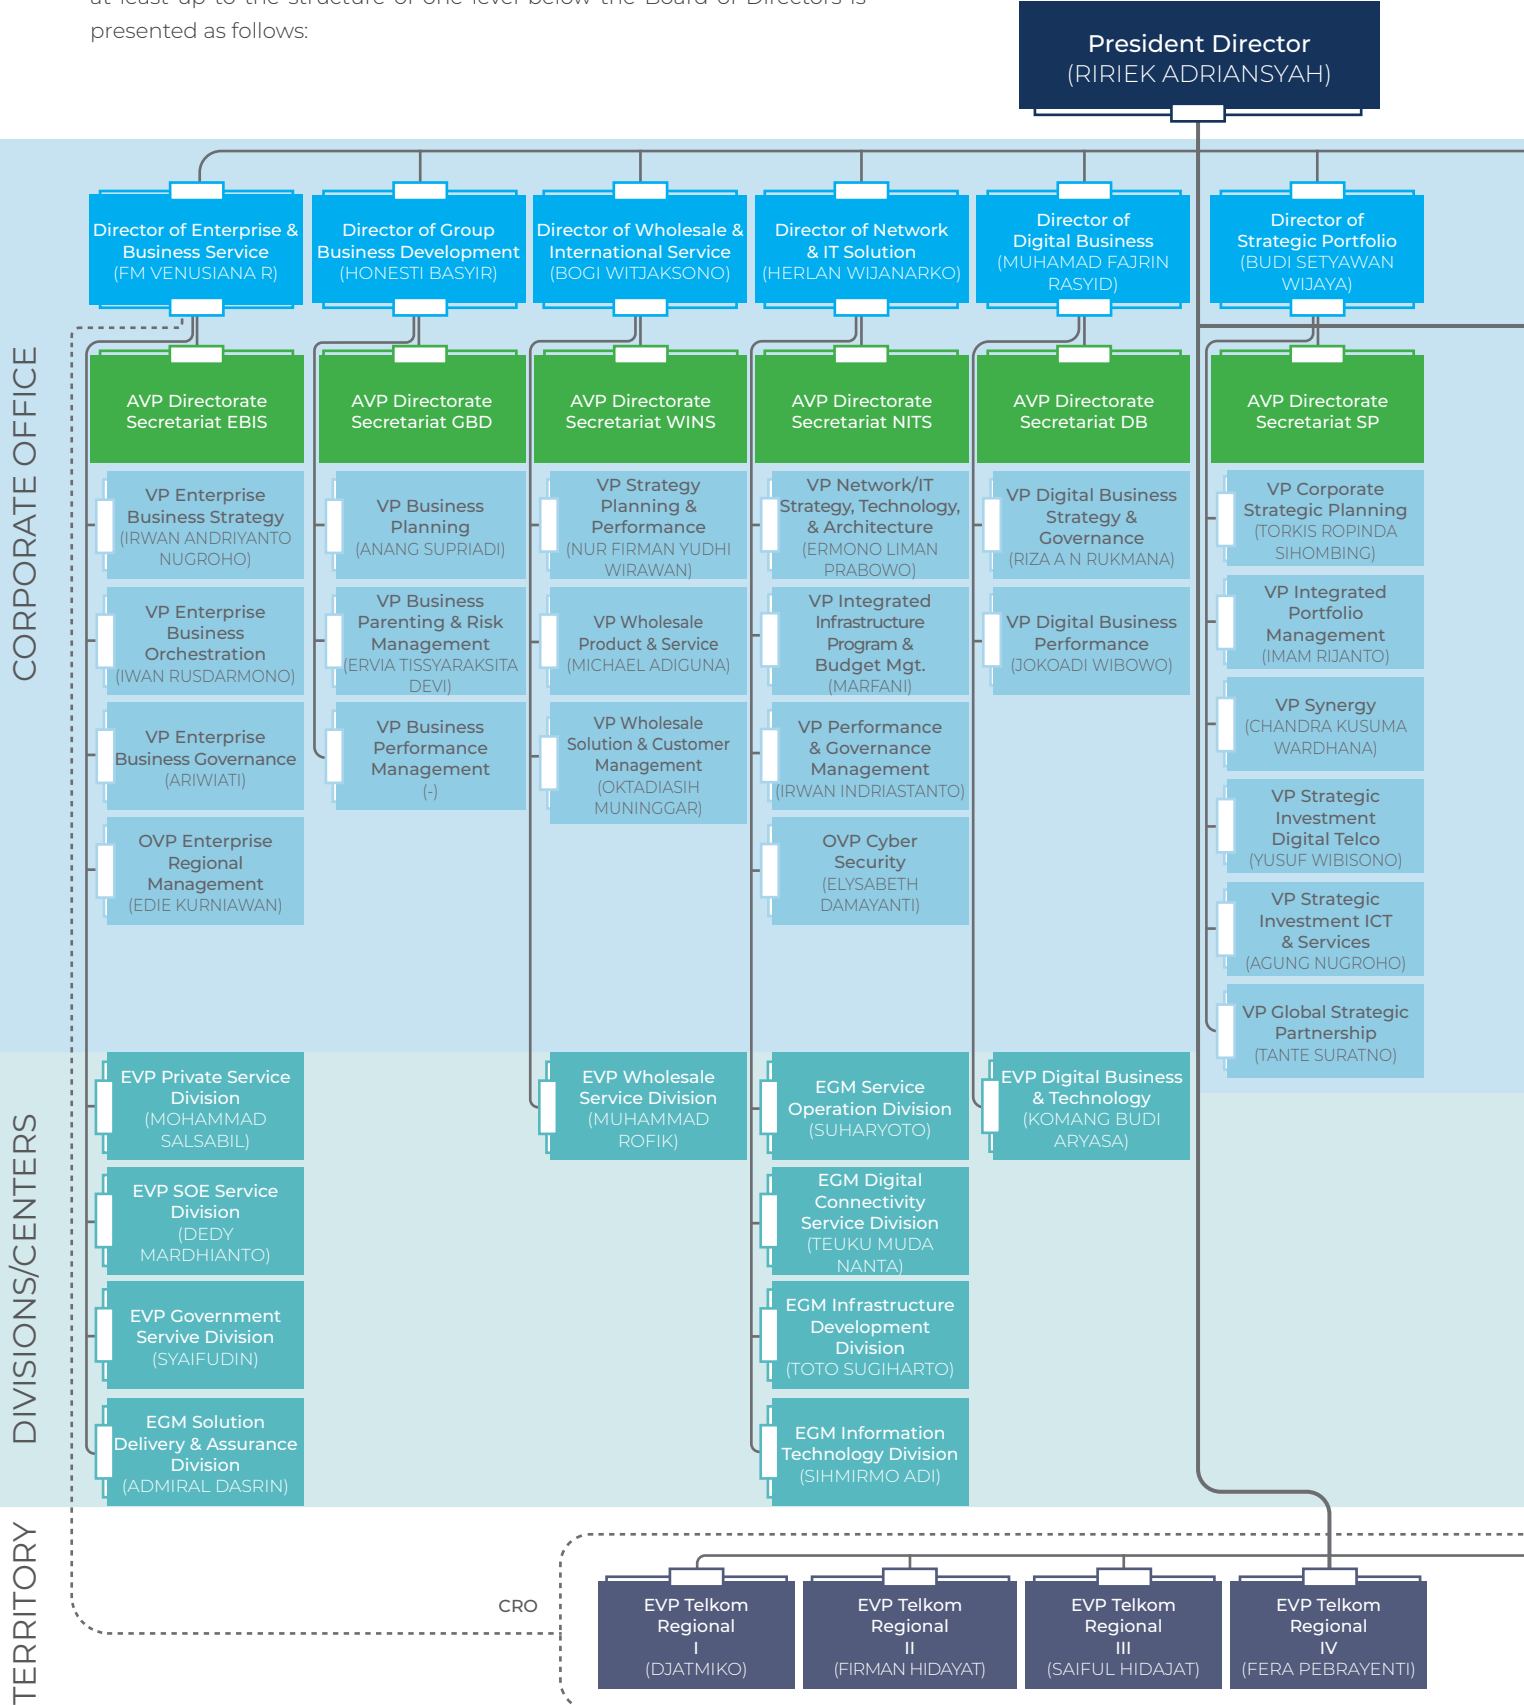 at least up to the structure of one level below the Board of Directors is
presented as follows:
President Director
(RIRIEK ADRIANSYAH)
CORPORATE OFFICE
Director of Enterprise &
Business Service
(FM VENUSIANA R)
Director of Group
Business Development
(HONESTI BASYIR)
Director of Wholesale &
International Service
(BOGI WITJAKSONO)
Director of Network
& IT Solution
(HERLAN WIJANARKO)
Director of
Digital Business
(MUHAMAD FAJRIN
RASYID)
Director of
Strategic Portfolio
(BUDI SETYAWAN
WIJAYA)
AVP Directorate
Secretariat EBIS
AVP Directorate
Secretariat GBD
AVP Directorate
Secretariat WINS
AVP Directorate
Secretariat NITS
AVP Directorate
Secretariat DB
AVP Directorate
Secretariat SP
VP Enterprise
Business Strategy
(IRWAN ANDRIYANTO
NUGROHO)
VP Enterprise
Business
Orchestration
(IWAN RUSDARMONO)
VP Enterprise
Business Governance
(ARIWIATI)
OVP Enterprise
Regional
Management
(EDIE KURNIAWAN)
VP Business
Planning
(ANANG SUPRIADI)
VP Business
Parenting & Risk
Management
(ERVIA TISSYARAKSITA
DEVI)
VP Business
Performance
Management
(-)
VP Strategy
Planning &
Performance
(NUR FIRMAN YUDHI
WIRAWAN)
VP Wholesale
Product & Service
(MICHAEL ADIGUNA)
VP Wholesale
Solution & Customer
Management
(OKTADIASIH
MUNINGGAR)
VP Network/IT
Strategy, Technology,
& Architecture
(ERMONO LIMAN
PRABOWO)
VP Integrated
Infrastructure
Program &
Budget Mgt.
(MARFANI)
VP Performance
& Governance
Management
(IRWAN INDRIASTANTO)
OVP Cyber
Security
(ELYSABETH
DAMAYANTI)
VP Digital Business
Strategy &
Governance
(RIZA A N RUKMANA)
VP Digital Business
Performance
(JOKOADI WIBOWO)
VP Corporate
Strategic Planning
(TORKIS ROPINDA
SIHOMBING)
VP Integrated
Portfolio
Management
(IMAM RIJANTO)
VP Synergy
(CHANDRA KUSUMA
WARDHANA)
VP Strategic
Investment
Digital Telco
(YUSUF WIBISONO)
VP Strategic
Investment ICT
& Services
(AGUNG NUGROHO)
VP Global Strategic
Partnership
(TANTE SURATNO)
DIVISIONS/CENTERS
EVP Private Service
Division
(MOHAMMAD
SALSABIL)
EVP SOE Service
Division
(DEDY
MARDHIANTO)
EVP Government
Servive Division
(SYAIFUDIN)
EGM Solution
Delivery & Assurance
Division
(ADMIRAL DASRIN)
EVP Wholesale
Service Division
(MUHAMMAD
ROFIK)
EGM Service
Operation Division
(SUHARYOTO)
EGM Digital
Connectivity
Service Division
(TEUKU MUDA
NANTA)
EGM Infrastructure
Development
Division
(TOTO SUGIHARTO)
EGM Information
Technology Division
(SIHMIRMO ADI)
EVP Digital Business
& Technology
(KOMANG BUDI
ARYASA)
TERRITORY
CRO
EVP Telkom
Regional
I
(DJATMIKO)
EVP Telkom
Regional
II
(FIRMAN HIDAYAT)
EVP Telkom
Regional
III
(SAIFUL HIDAJAT)
EVP Telkom
Regional
IV
(FERA PEBRAYENTI)